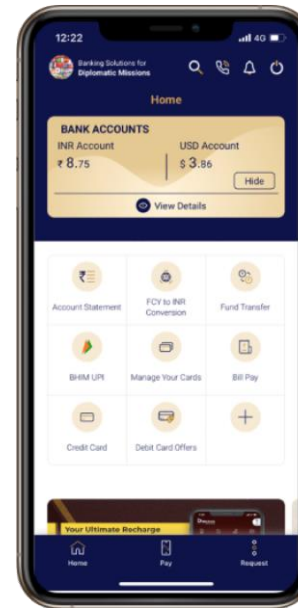 12:22
4G
Banking Solutions for
Diplomatic Missions
Home
BANK ACCOUNTS
INR Account
USD Account
₹ 8.75
$ 3.86
Hide
View Details
Account Statement
FCY to INR
Conversion
Fund Transfer
BHIM UPI
Manage Your Cards
Bill Pay
Credit Card
Debit Card Offers
Your Ultimate Recharge
Home
Pay
Request